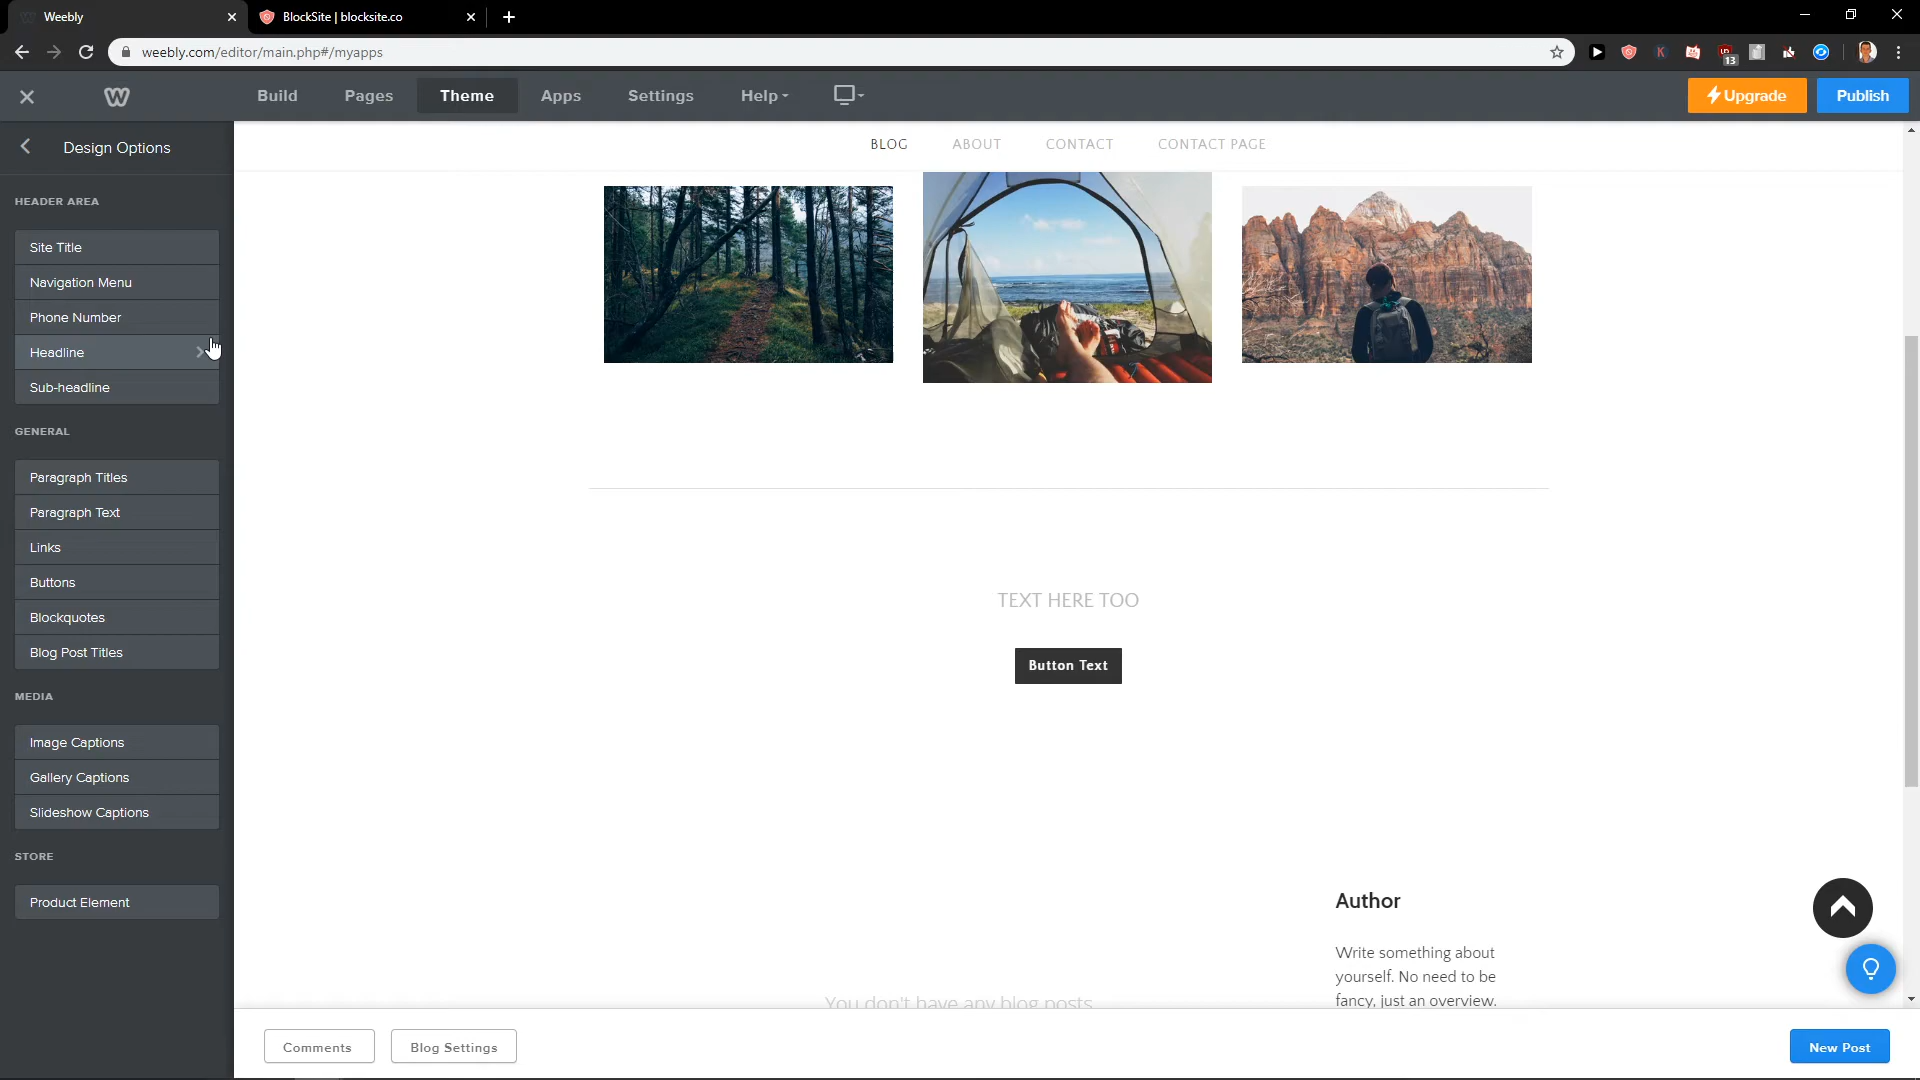 Weebly
BlockSite | blocksite.co
weebly.com/editor/main.php#/myapps
13
Build
Pages
Theme
Apps
Settings
Help
Upgrade
Publish
Design Options
HEADER AREA
Site Title
Navigation Menu
Phone Number
Headline
Sub-headline
GENERAL
Paragraph Titles
Paragraph Text
Links
Buttons
Blockquotes
Blog Post Titles
MEDIA
Image Captions
Gallery Captions
Slideshow Captions
STORE
Product Element
BLOG
ABOUT
CONTACT
CONTACT PAGE
TEXT HERE TOO
Button Text
Author
Write something about
yourself. No need to be
fancy, just an overview.
You don't have any blog posts
Comments
Blog Settings
New Post